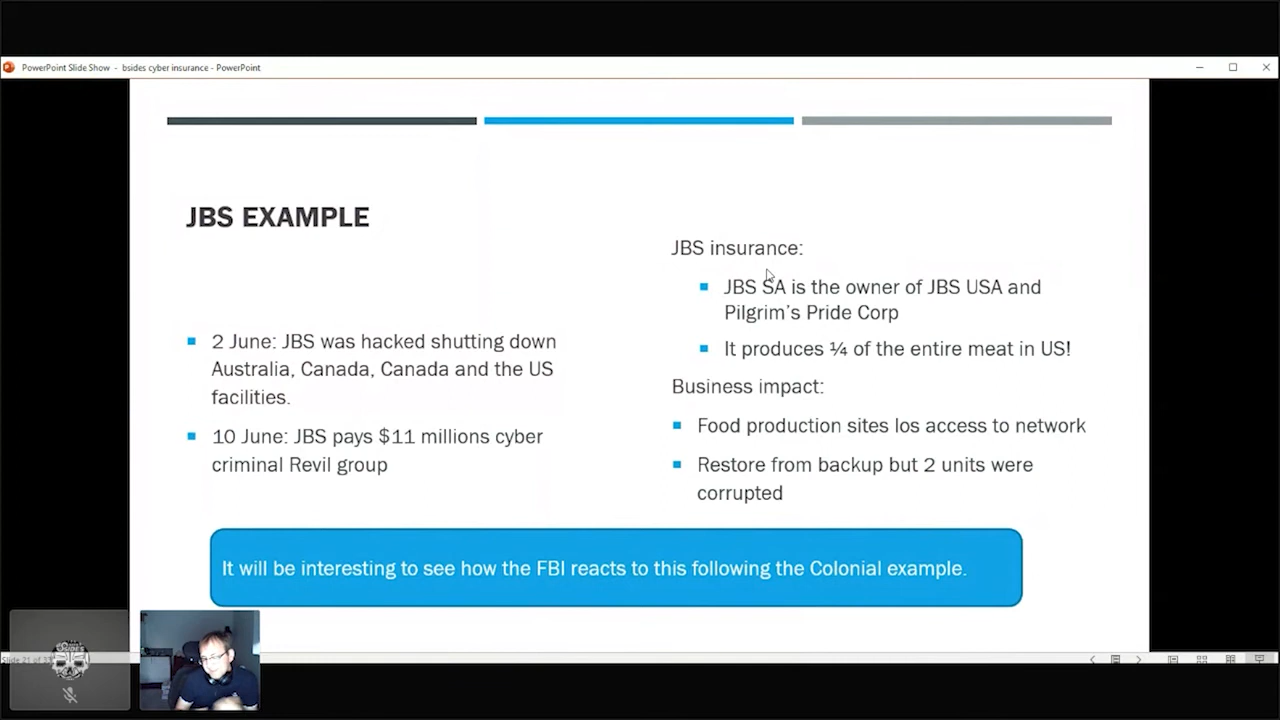 PowerPoint Slide Show - bsides cyber insurance - PowerPoint
JBS EXAMPLE
2 June: JBS was hacked shutting down
Australia, Canada, Canada and the US
facilities.
10 June: JBS pays $11 millions cyber
criminal Revil group
JBS insurance:
JBS SA is the owner of JBS USA and
Pilgrim's Pride Corp
It produces ¼ of the entire meat in US!
Business impact:
Food production sites los access to network
Restore from backup but 2 units were
corrupted
It will be interesting to see how the FBI reacts to this following the Colonial example.
Slide 21 of